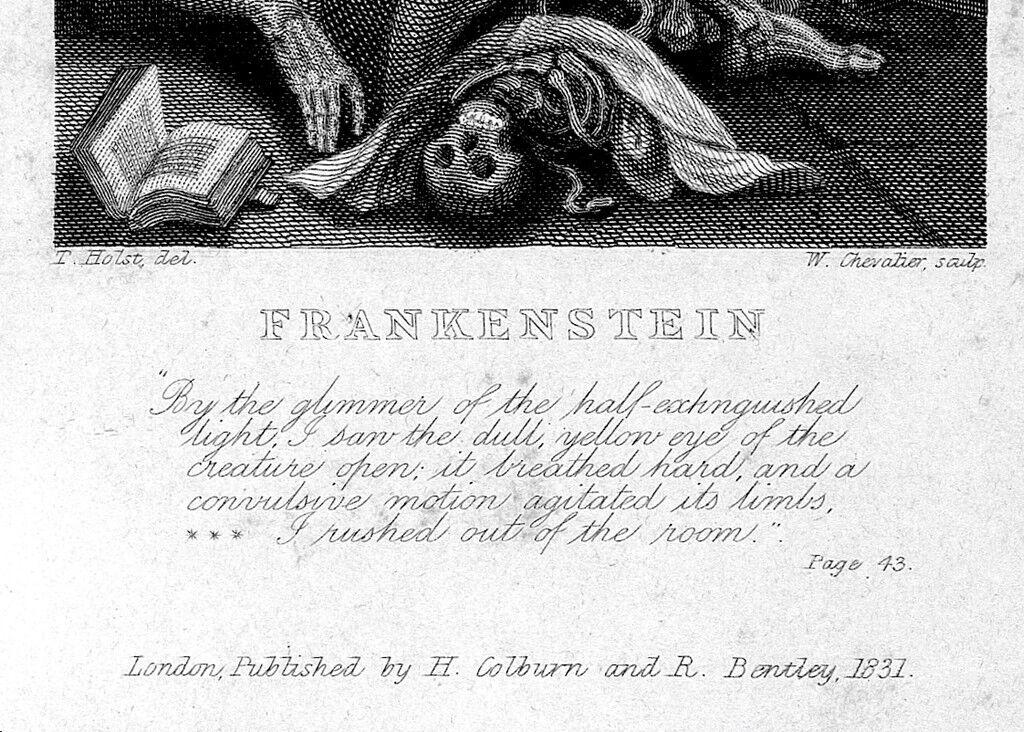 T. Holst, del.
W. Chevalier, sculp.
FRANKENSTEIN
"By the glimmer of the half-extinguished
light, I saw the dull, yellow eye of the
creature open; it breathed hard, and a
convulsive motion agitated its limbs,
*** I rushed out of the room."
Page 43.
London, Published by H. Colburn and R. Bentley, 1831.